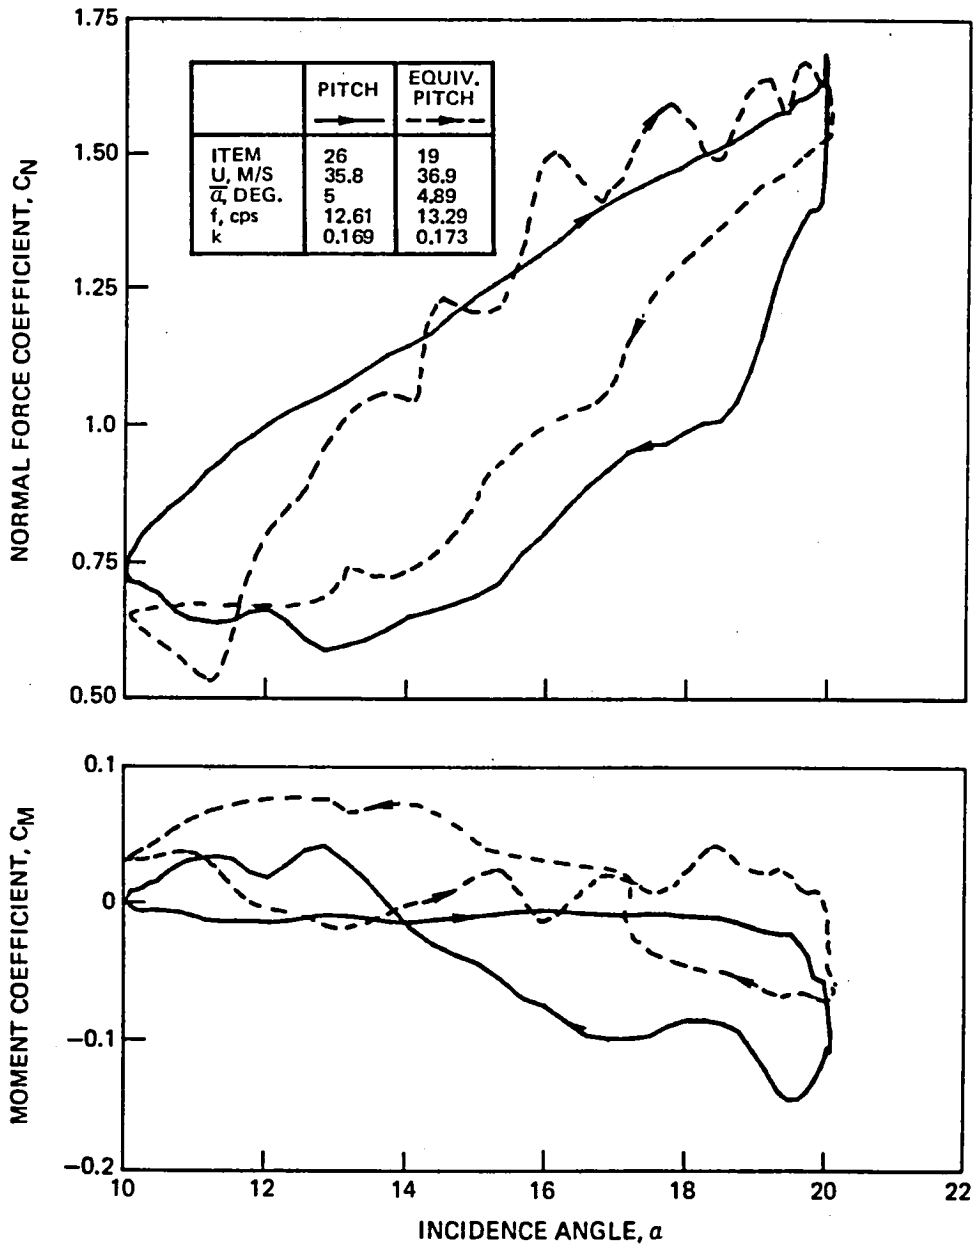 NORMAL FORCE COEFFICIENT, CN
1.75
1.50
1.25
1.0
0.75
0.50
PITCH EQUIV. PITCH
ITEM 26 19
U, M/S 35.8 36.9
α̅, DEG. 5 4.89
f, cps 12.61 13.29
k 0.169 0.173
MOMENT COEFFICIENT, CM
0.1
0
−0.1
−0.2
10 12 14 16 18 20 22
INCIDENCE ANGLE, α